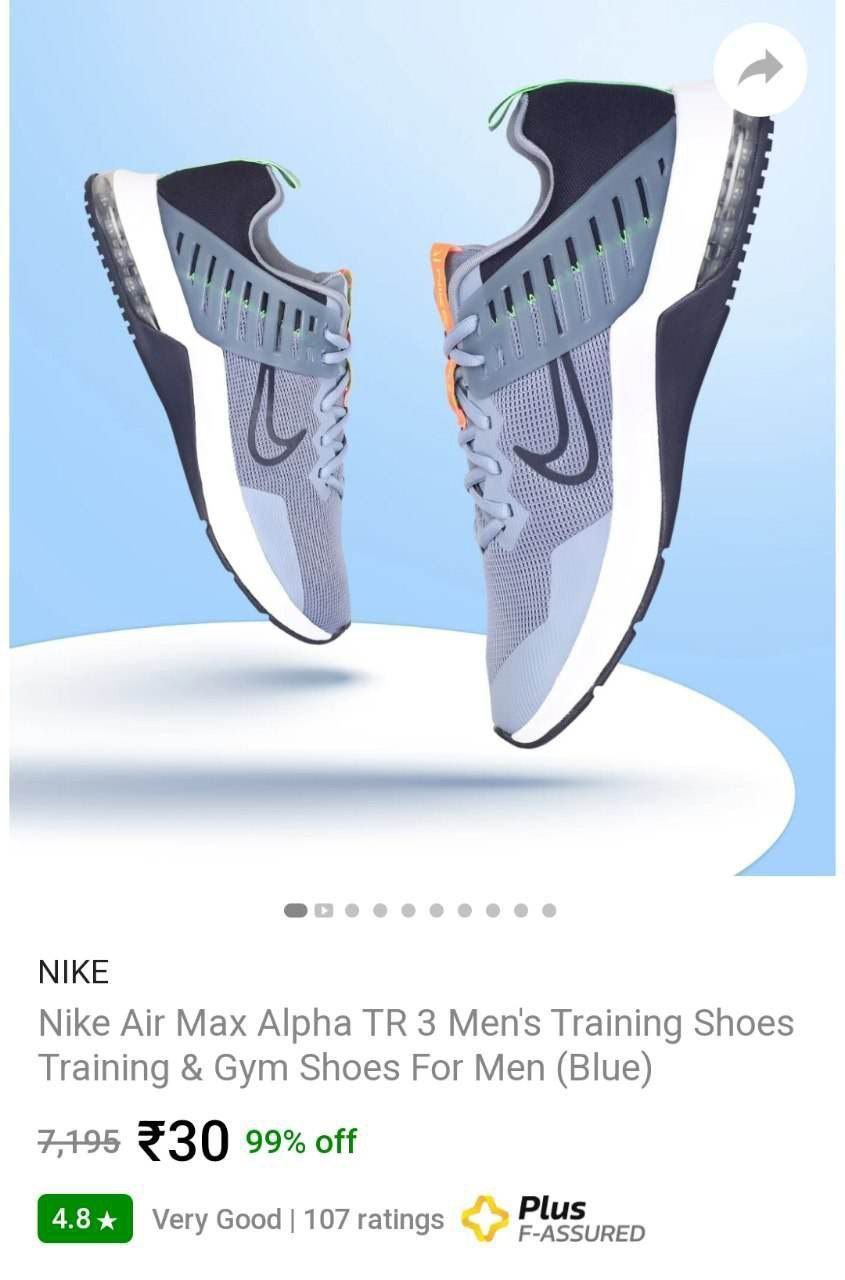 NIKE
Nike Air Max Alpha TR 3 Men's Training Shoes
Training & Gym Shoes For Men (Blue)
7,195 ₹30 99% off
4.8★ Very Good | 107 ratings Plus
F-ASSURED